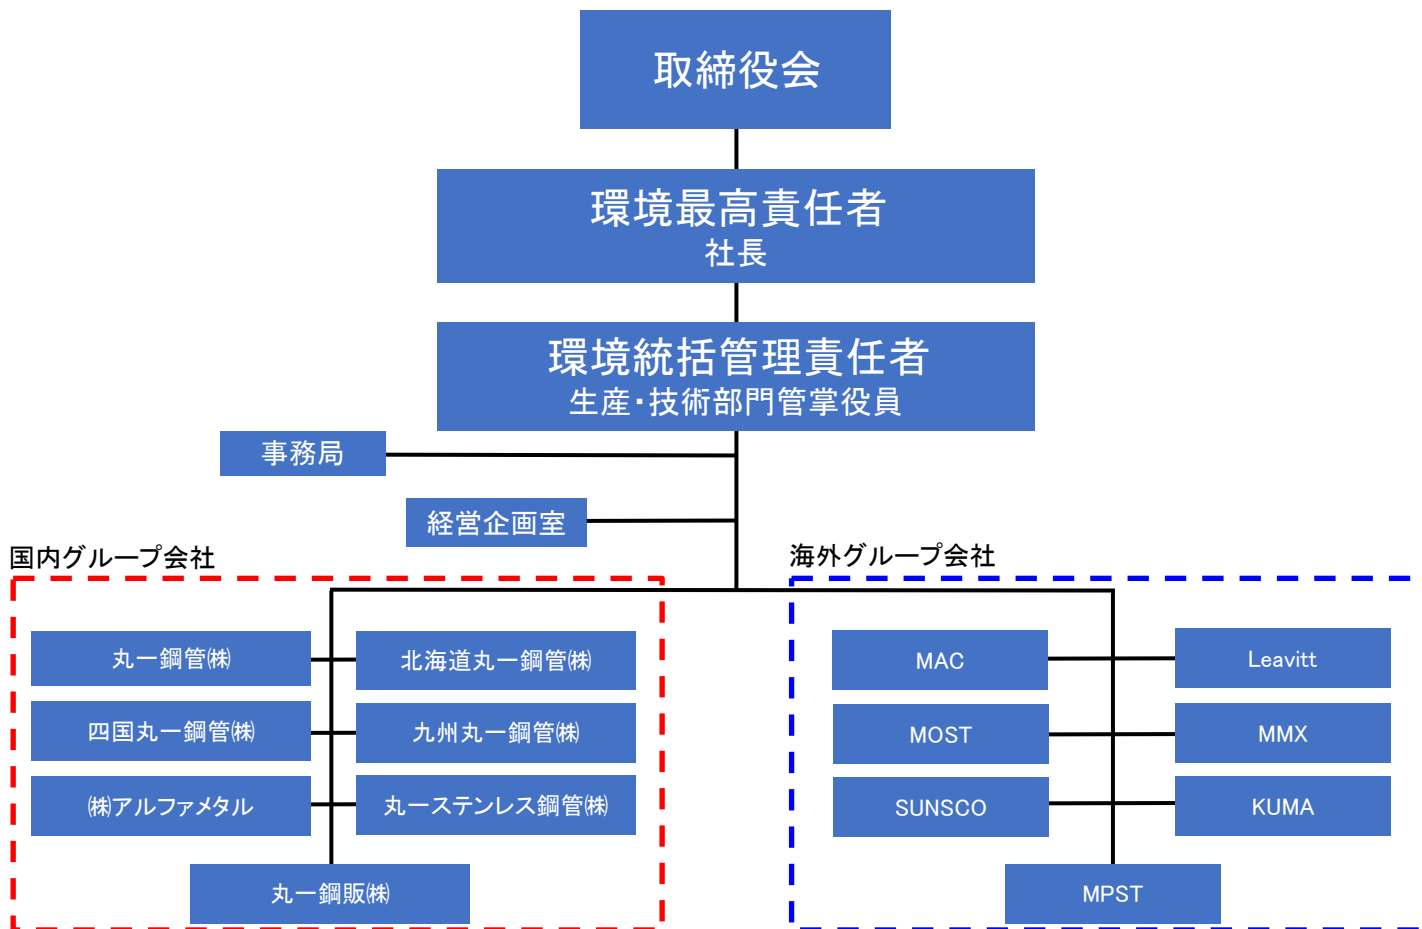 取締役会
環境最高責任者
社長
環境統括管理責任者
生産・技術部門管掌役員
事務局
経営企画室
国内グループ会社
丸一鋼管㈱
北海道丸一鋼管㈱
四国丸一鋼管㈱
九州丸一鋼管㈱
㈱アルファメタル
丸一ステンレス鋼管㈱
丸一鋼販㈱
海外グループ会社
MAC
Leavitt
MOST
MMX
SUNSCO
KUMA
MPST